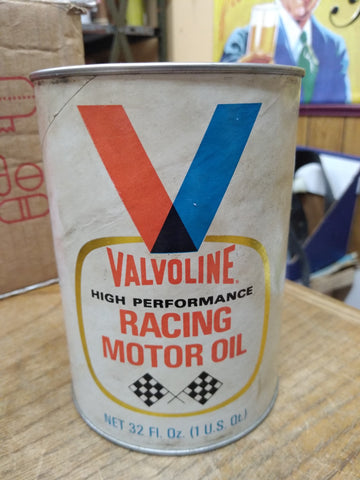 VALVOLINE®
HIGH PERFORMANCE
RACING
MOTOR OIL
NET 32 Fl. Oz. (1 U.S. Qt.)